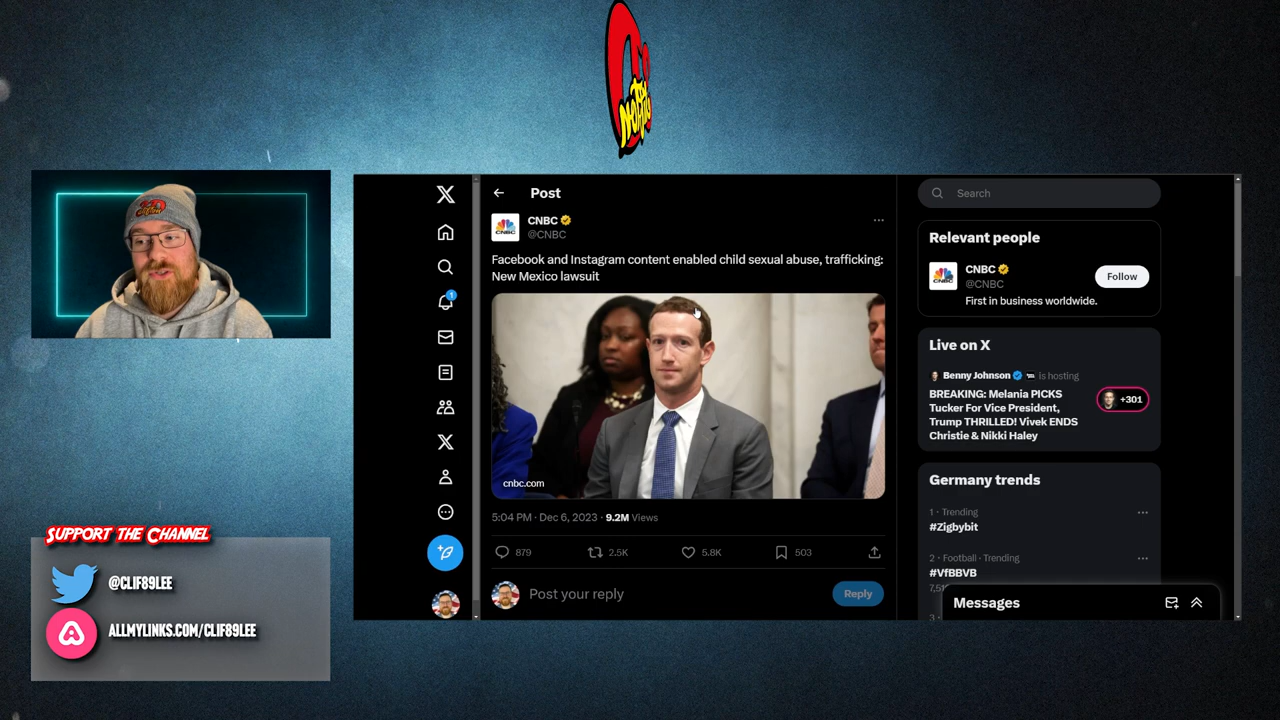 Post
CNBC
@CNBC
Facebook and Instagram content enabled child sexual abuse, trafficking:
New Mexico lawsuit
CNBC
cnbc.com
5:04 PM · Dec 6, 2023 · 9.2M Views
879
2.5K
5.8K
503
Post your reply
Reply
1
Search
Relevant people
CNBC
@CNBC
Follow
First in business worldwide.
CNBC
Live on X
Benny Johnson is hosting
BREAKING: Melania PICKS
Tucker For Vice President,
Trump THRILLED! Vivek ENDS
Christie & Nikki Haley
+301
Germany trends
1 · Trending
#Zigbybit
2 · Football · Trending
#VfBBVB
3 ·
Messages
SUPPORT THE CHANNEL
@CLIF89LEE
ALLMYLINKS.COM/CLIF89LEE